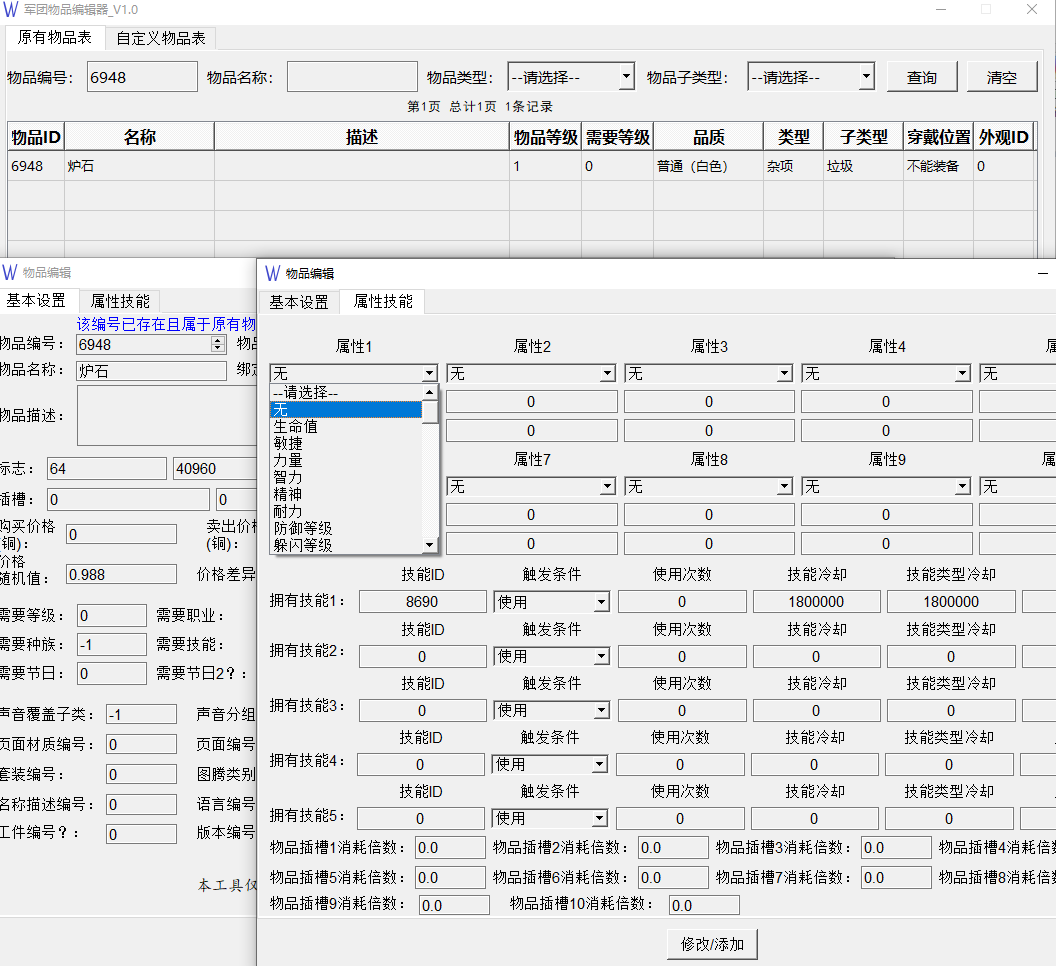 军团物品编辑器_V1.0
原有物品表 自定义物品表
物品编号: 6948 物品名称: 物品类型: --请选择-- 物品子类型: --请选择-- 查询 清空
第1页 总计1页 1条记录
物品ID 名称 描述 物品等级 需要等级 品质 类型 子类型 穿戴位置 外观ID
6948 炉石 1 0 普通（白色） 杂项 垃圾 不能装备 0
物品编辑
基本设置 属性技能
该编号已存在且属于原有物
物品编号: 6948 物品
物品名称: 炉石 绑定
物品描述:
标志: 64 40960
插槽: 0 0
购买价格(铜): 0 卖出价格(铜):
价格
随机值: 0.988 价格差异
需要等级: 0 需要职业:
需要种族: -1 需要技能:
需要节日: 0 需要节日2？:
声音覆盖子类: -1 声音分组
页面材质编号: 0 页面编号
套装编号: 0 图腾类别
名称描述编号: 0 语言编号
工件编号？: 0 版本编号
本工具仅
物品编辑
基本设置 属性技能
属性1 属性2 属性3 属性4 属
无 无 无 无 无
--请选择--
无
生命值
敏捷
力量
智力
精神
耐力
防御等级
躲闪等级
0 0 0
0 0 0
属性7 属性8 属性9 属
无 无 无 无
0 0 0
0 0 0
技能ID 触发条件 使用次数 技能冷却 技能类型冷却
拥有技能1: 8690 使用 0 1800000 1800000
技能ID 触发条件 使用次数 技能冷却 技能类型冷却
拥有技能2: 0 使用 0 0 0
技能ID 触发条件 使用次数 技能冷却 技能类型冷却
拥有技能3: 0 使用 0 0 0
技能ID 触发条件 使用次数 技能冷却 技能类型冷却
拥有技能4: 0 使用 0 0 0
技能ID 触发条件 使用次数 技能冷却 技能类型冷却
拥有技能5: 0 使用 0 0 0
物品插槽1消耗倍数: 0.0 物品插槽2消耗倍数: 0.0 物品插槽3消耗倍数: 0.0 物品插槽4消耗倍
物品插槽5消耗倍数: 0.0 物品插槽6消耗倍数: 0.0 物品插槽7消耗倍数: 0.0 物品插槽8消耗倍
物品插槽9消耗倍数: 0.0 物品插槽10消耗倍数: 0.0
修改/添加